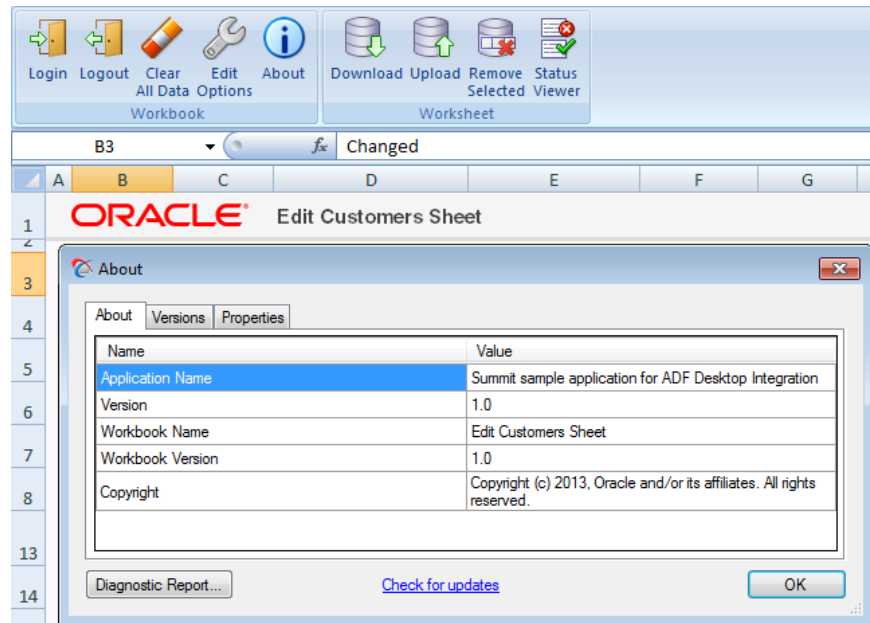 Login Logout Clear All Data Edit Options About Download Upload Remove Selected Status Viewer
Workbook Worksheet
B3 fx Changed
A B C D E F G
1 ORACLE® Edit Customers Sheet
2
3 About
4 About Versions Properties
Name Value
5 Application Name Summit sample application for ADF Desktop Integration
6 Version 1.0
Workbook Name Edit Customers Sheet
7 Workbook Version 1.0
8 Copyright Copyright (c) 2013, Oracle and/or its affiliates. All rights
reserved.
13
14 Diagnostic Report... Check for updates OK